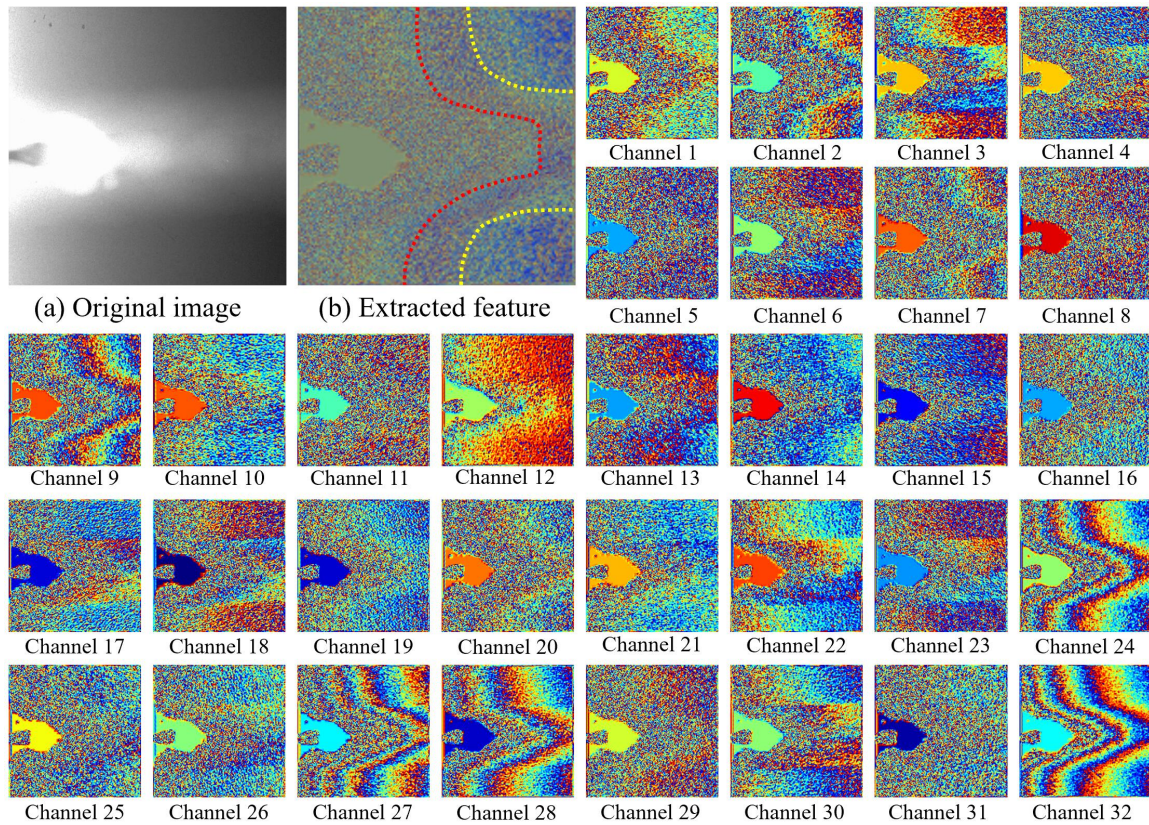 Channel 1 Channel 2 Channel 3 Channel 4
(a) Original image (b) Extracted feature
Channel 5 Channel 6 Channel 7 Channel 8
Channel 9 Channel 10 Channel 11 Channel 12 Channel 13 Channel 14 Channel 15 Channel 16
Channel 17 Channel 18 Channel 19 Channel 20 Channel 21 Channel 22 Channel 23 Channel 24
Channel 25 Channel 26 Channel 27 Channel 28 Channel 29 Channel 30 Channel 31 Channel 32